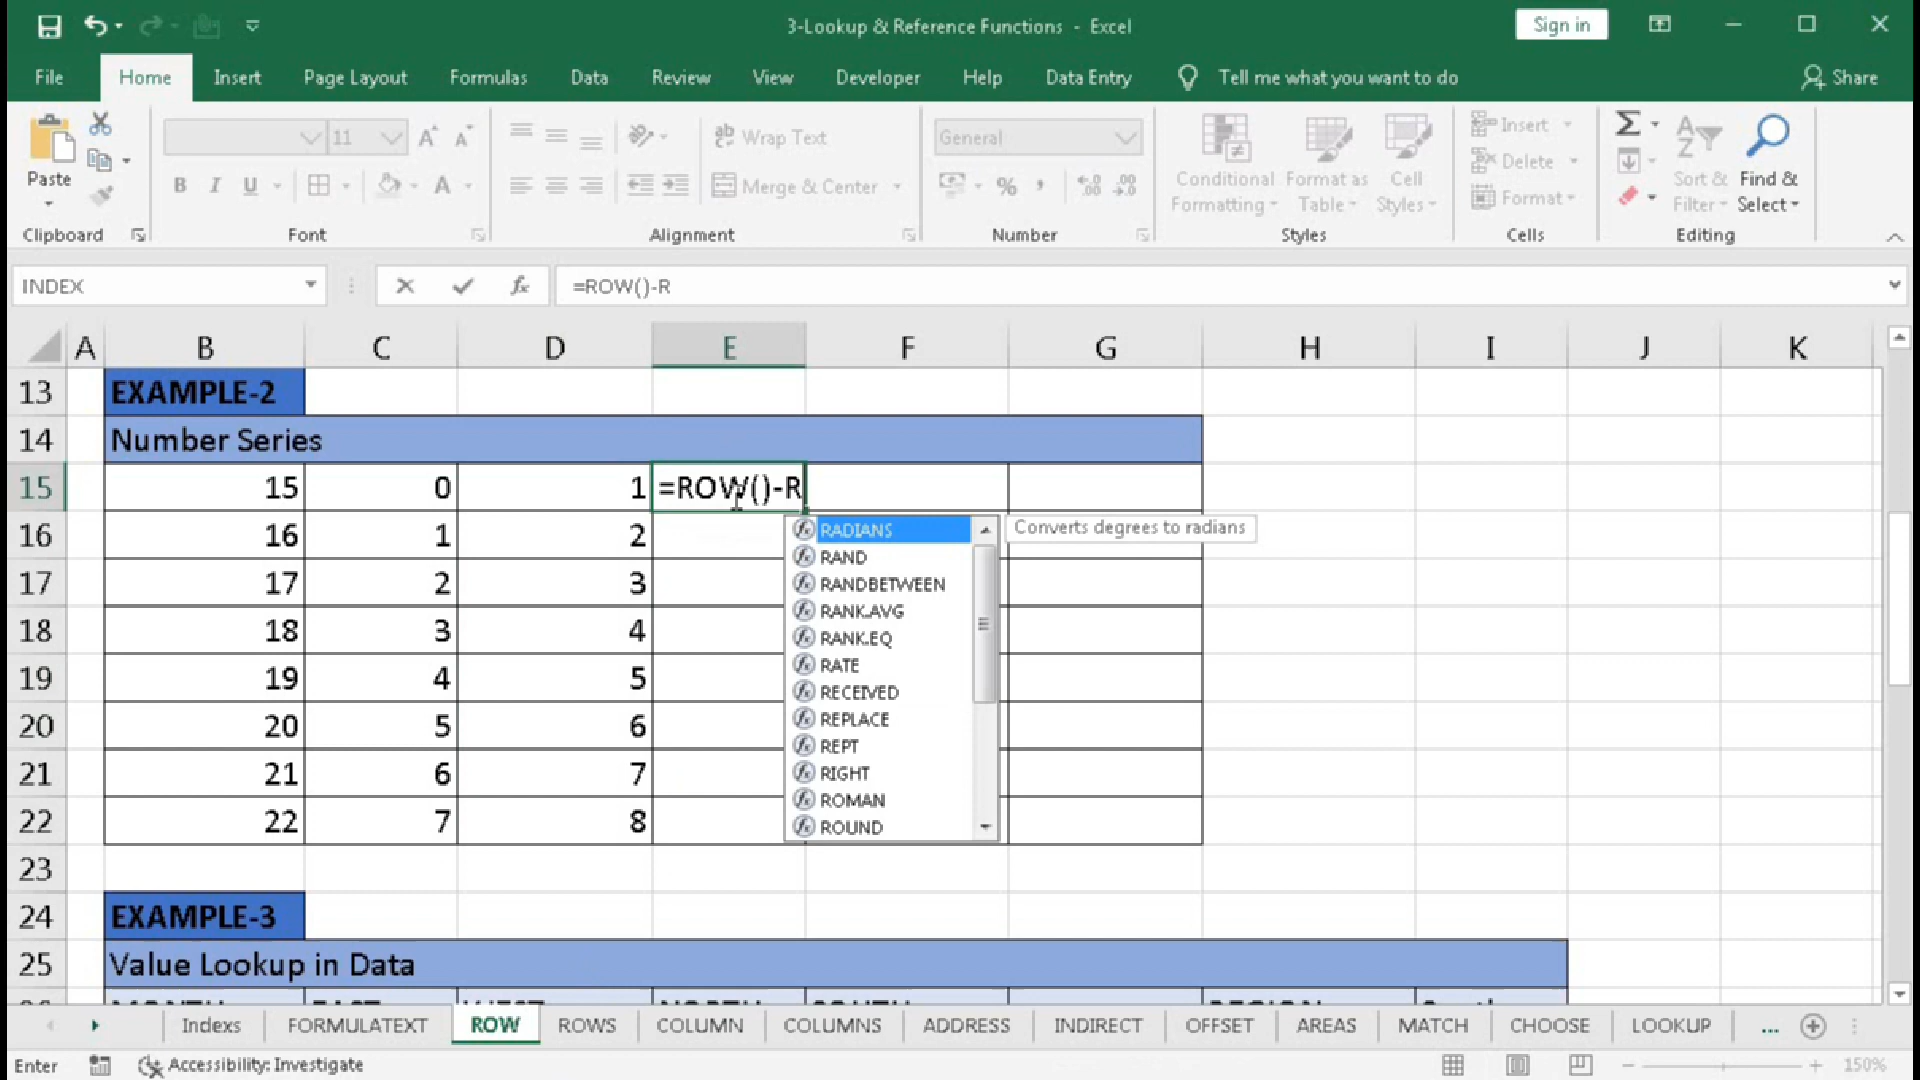 3-Lookup & Reference Functions - Excel
Sign in
File Home Insert Page Layout Formulas Data Review View Developer Help Data Entry Tell me what you want to do Share
Paste
Clipboard
11
A A
B I U A
Font
Wrap Text
Merge & Center
Alignment
General
% , .00
Number
Conditional Formatting
Format as Table
Cell Styles
Styles
Insert
Delete
Format
Cells
Sort & Filter
Find & Select
Editing
INDEX fx =ROW()-R
A B C D E F G H I J K
13 EXAMPLE-2
14 Number Series
15 15 0 1 =ROW()-R
16 16 1 2
17 17 2 3
18 18 3 4
19 19 4 5
20 20 5 6
21 21 6 7
22 22 7 8
23
RADIANS Converts degrees to radians
RAND
RANDBETWEEN
RANK.AVG
RANK.EQ
RATE
RECEIVED
REPLACE
REPT
RIGHT
ROMAN
ROUND
24 EXAMPLE-3
25 Value Lookup in Data
Indexs FORMULATEXT ROW ROWS COLUMN COLUMNS ADDRESS INDIRECT OFFSET AREAS MATCH CHOOSE LOOKUP ...
Enter Accessibility: Investigate 150%